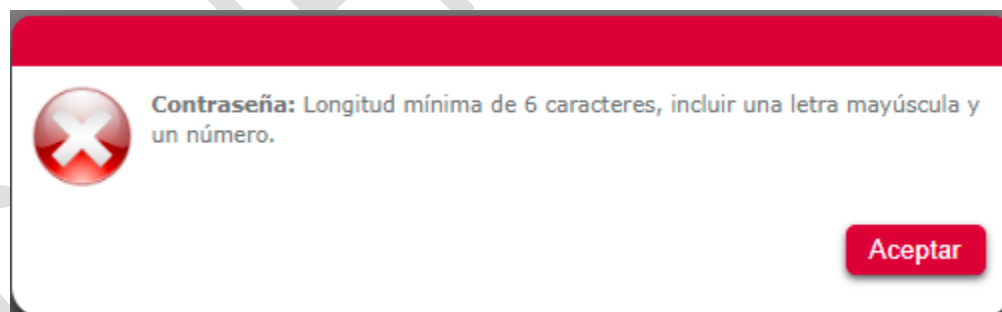 Contraseña: Longitud mínima de 6 caracteres, incluir una letra mayúscula y
un número.
Aceptar